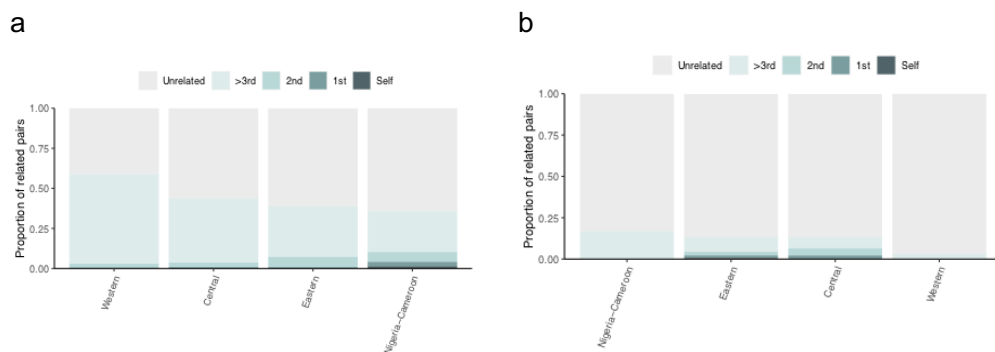 a
Unrelated >3rd 2nd 1st Self
Proportion of related pairs
1.00
0.75
0.50
0.25
0.00
Western
Central
Eastern
Nigeria-Cameroon
b
Unrelated >3rd 2nd 1st Self
Proportion of related pairs
1.00
0.75
0.50
0.25
0.00
Nigeria-Cameroon
Eastern
Central
Western